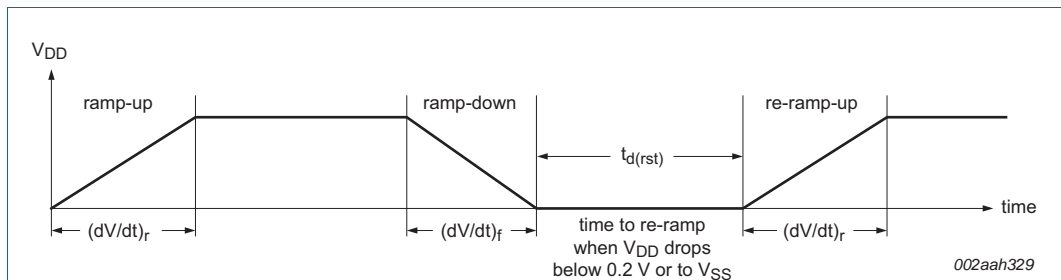 VDD
ramp-up
ramp-down
re-ramp-up
td(rst)
time
(dV/dt)r
(dV/dt)f
time to re-ramp
when VDD drops
below 0.2 V or to VSS
(dV/dt)r
002aah329